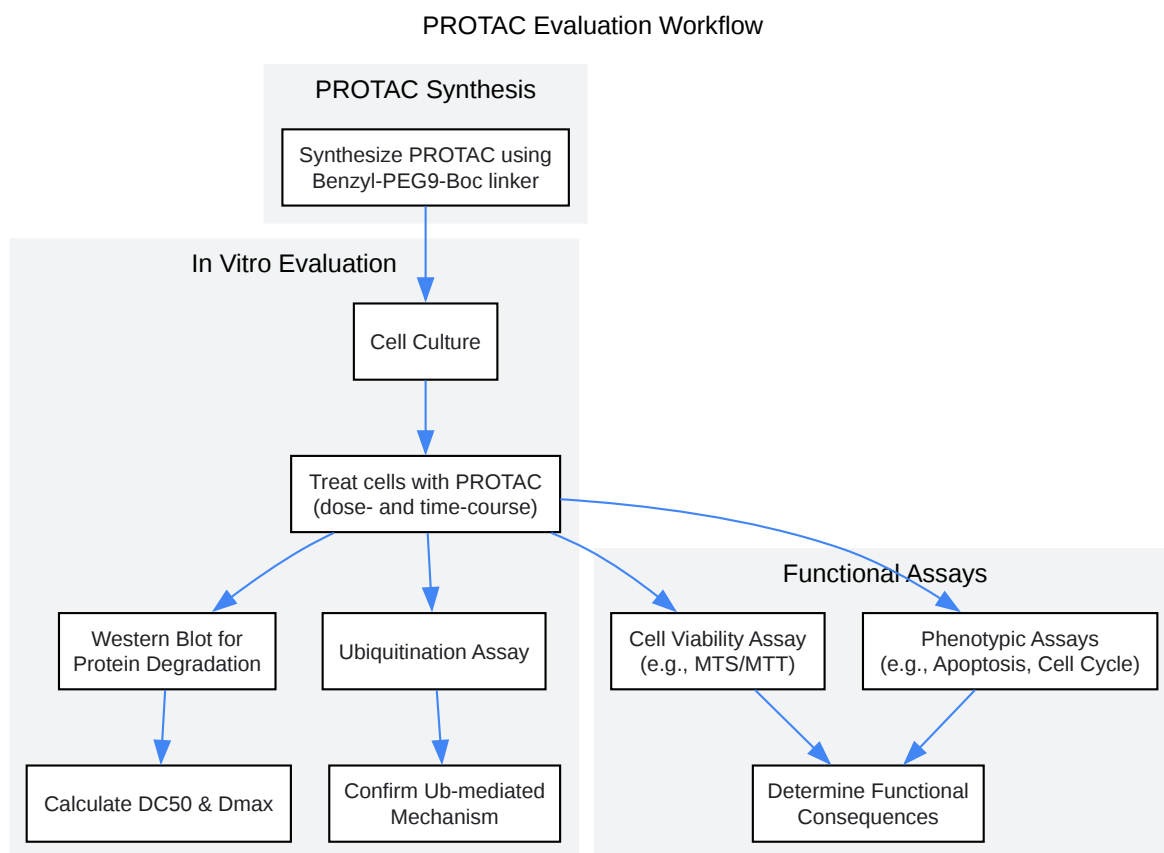 PROTAC Evaluation Workflow
PROTAC Synthesis
Synthesize PROTAC using
Benzyl-PEG9-Boc linker
In Vitro Evaluation
Cell Culture
Treat cells with PROTAC
(dose- and time-course)
Functional Assays
Western Blot for
Protein Degradation
Ubiquitination Assay
Cell Viability Assay
(e.g., MTS/MTT)
Phenotypic Assays
(e.g., Apoptosis, Cell Cycle)
Calculate DC50 & Dmax
Confirm Ub-mediated
Mechanism
Determine Functional
Consequences